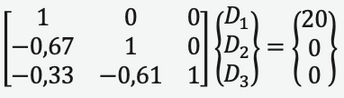 1 0 0 D₁ 20
−0,67 1 0 D₂ = 0
−0,33 −0,61 1 D₃ 0